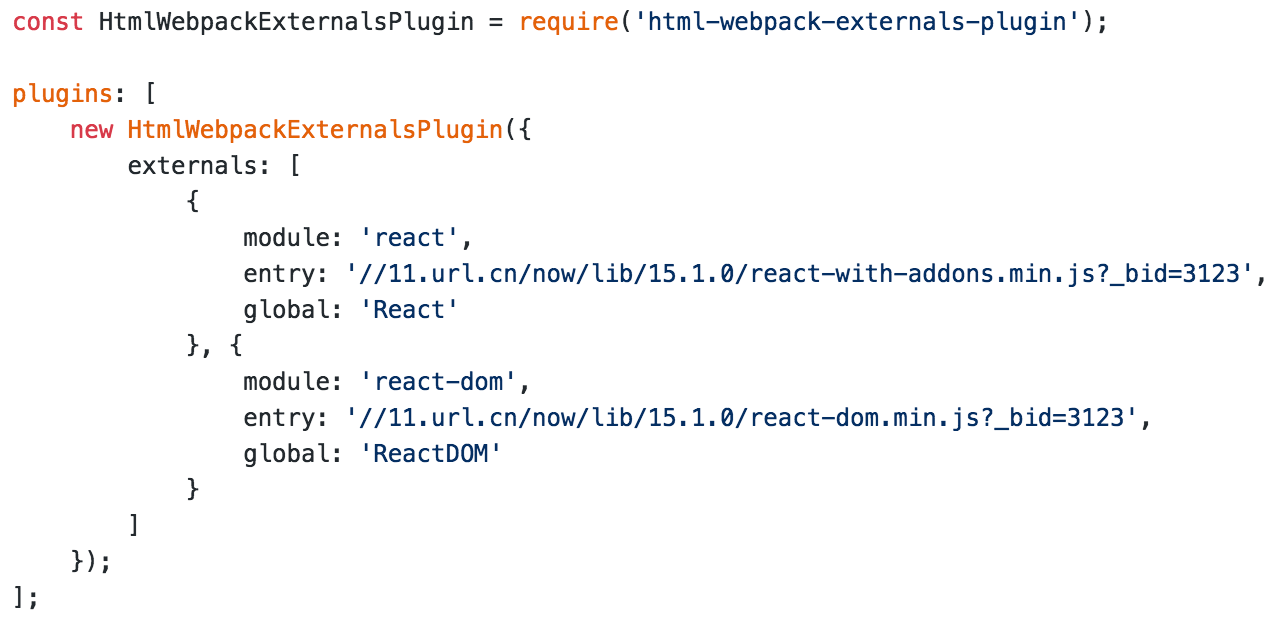 const HtmlWebpackExternalsPlugin = require('html-webpack-externals-plugin');

plugins: [
    new HtmlWebpackExternalsPlugin({
        externals: [
            {
                module: 'react',
                entry: '//11.url.cn/now/lib/15.1.0/react-with-addons.min.js?_bid=3123',
                global: 'React'
            }, {
                module: 'react-dom',
                entry: '//11.url.cn/now/lib/15.1.0/react-dom.min.js?_bid=3123',
                global: 'ReactDOM'
            }
        ]
    });
];